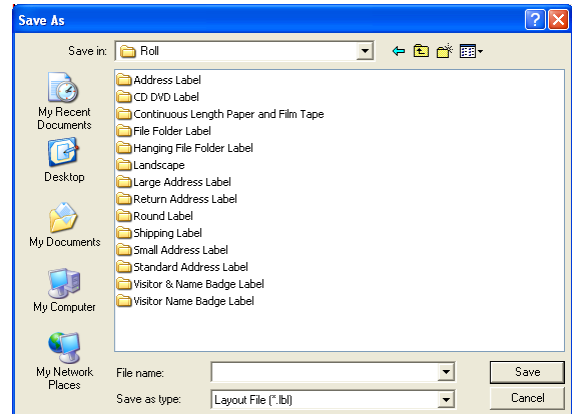 Save As
Save in: Roll
My Recent
Documents
Desktop
My Documents
My Computer
My Network
Places
Address Label
CD DVD Label
Continuous Length Paper and Film Tape
File Folder Label
Hanging File Folder Label
Landscape
Large Address Label
Return Address Label
Round Label
Shipping Label
Small Address Label
Standard Address Label
Visitor & Name Badge Label
Visitor Name Badge Label
File name:
Save
Save as type: Layout File (*.lbl)
Cancel